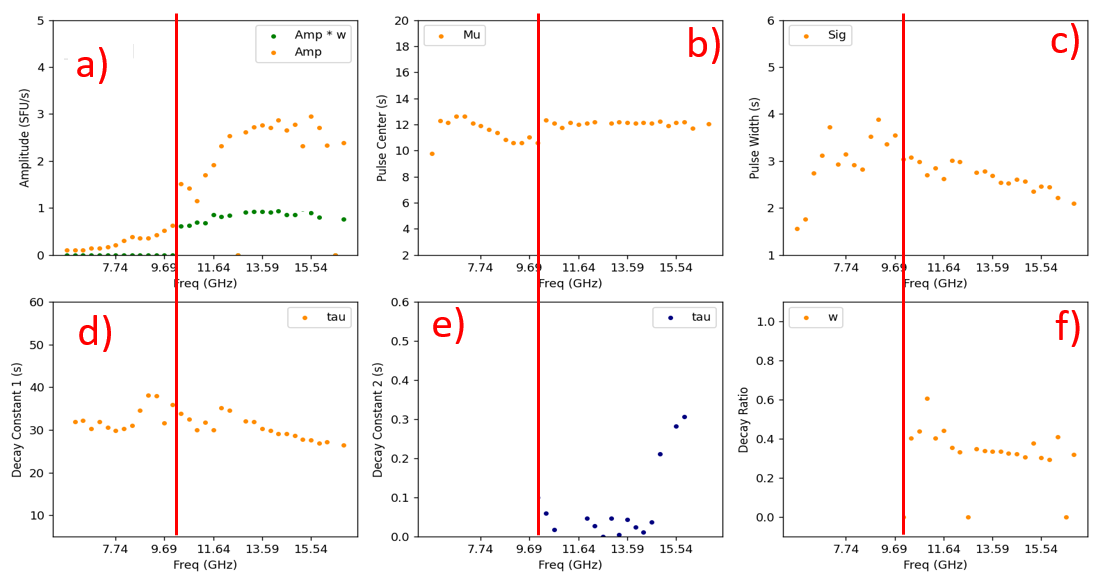 a)
Amp * w
Amp
5
4
3
2
1
0
Amplitude (SFU/s)
7.74 9.69 11.64 13.59 15.54
Freq (GHz)
b)
Mu
20
18
16
14
12
10
8
6
4
2
Pulse Center (s)
7.74 9.69 11.64 13.59 15.54
Freq (GHz)
c)
Sig
6
5
4
3
2
1
Pulse Width (s)
7.74 9.69 11.64 13.59 15.54
Freq (GHz)
d)
tau
60
50
40
30
20
10
Decay Constant 1 (s)
7.74 9.69 11.64 13.59 15.54
Freq (GHz)
e)
tau
0.6
0.5
0.4
0.3
0.2
0.1
0.0
Decay Constant 2 (s)
7.74 9.69 11.64 13.59 15.54
Freq (GHz)
f)
w
1.0
0.8
0.6
0.4
0.2
0.0
Decay Ratio
7.74 9.69 11.64 13.59 15.54
Freq (GHz)